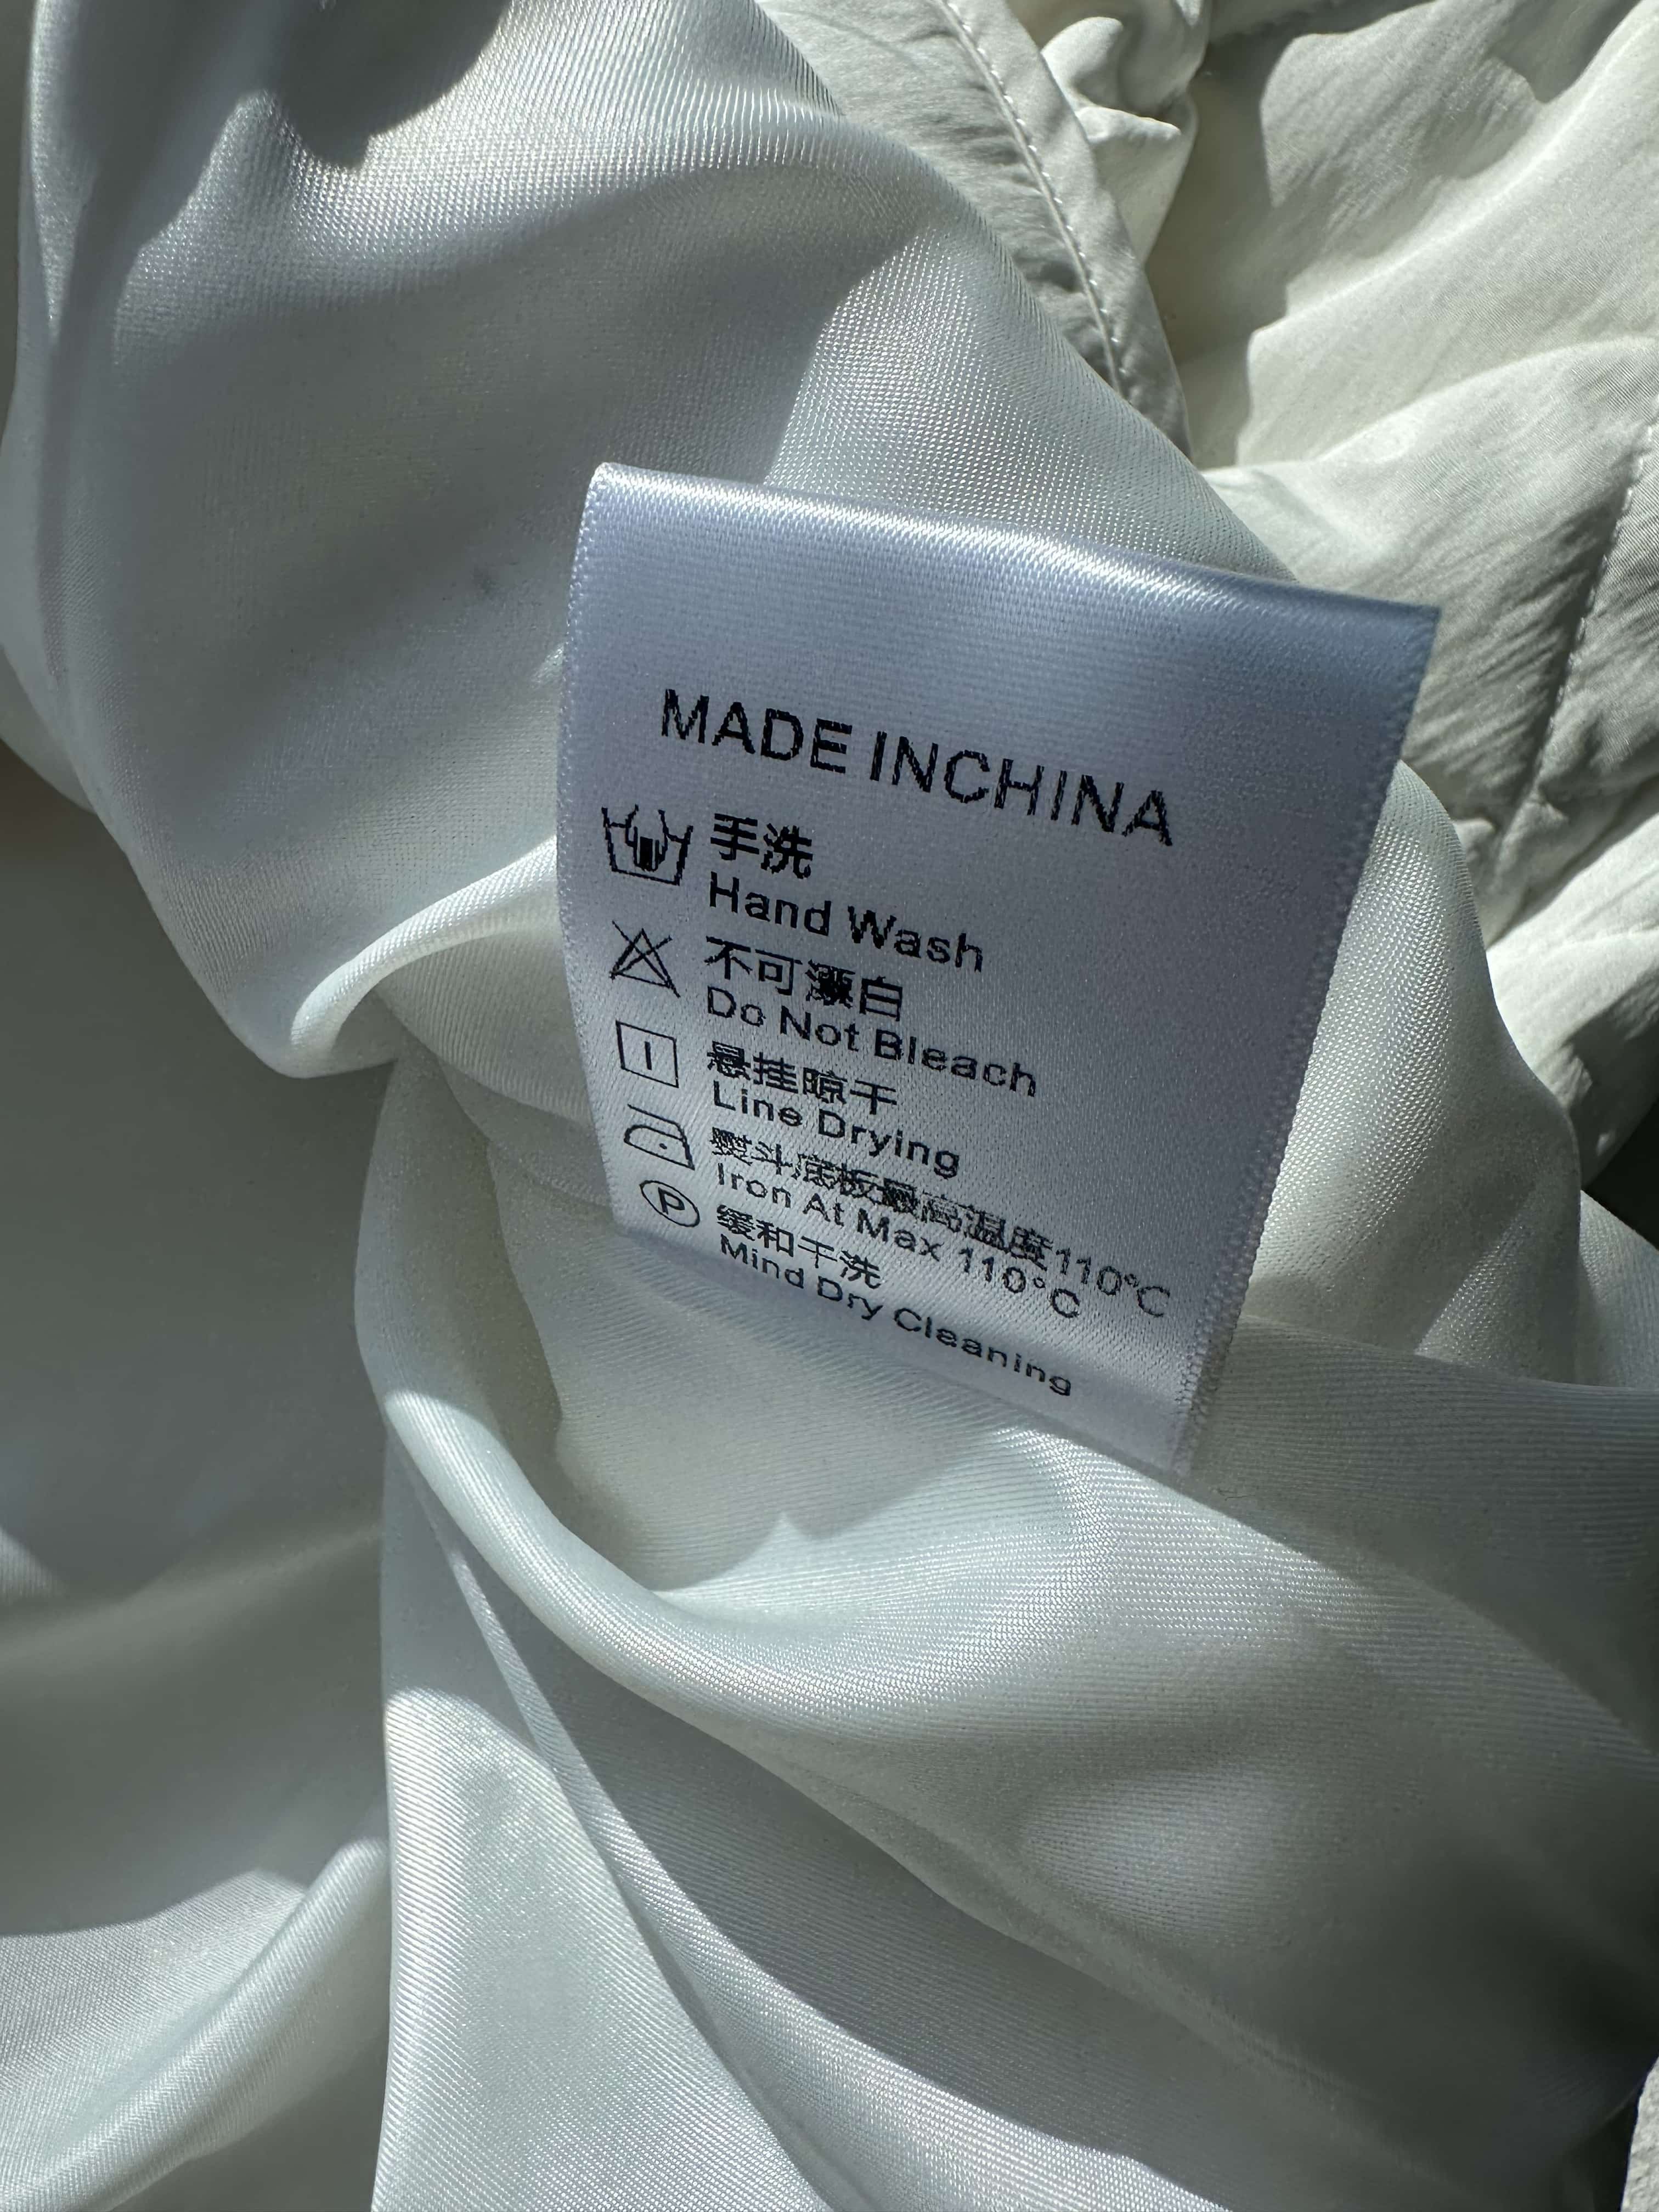 MADE INCHINA
手洗
Hand Wash
不可漂白
Do Not Bleach
悬挂晾干
Line Drying
熨斗底板最高温度110℃
Iron At Max 110°C
P 缓和干洗
Mind Dry Cleaning